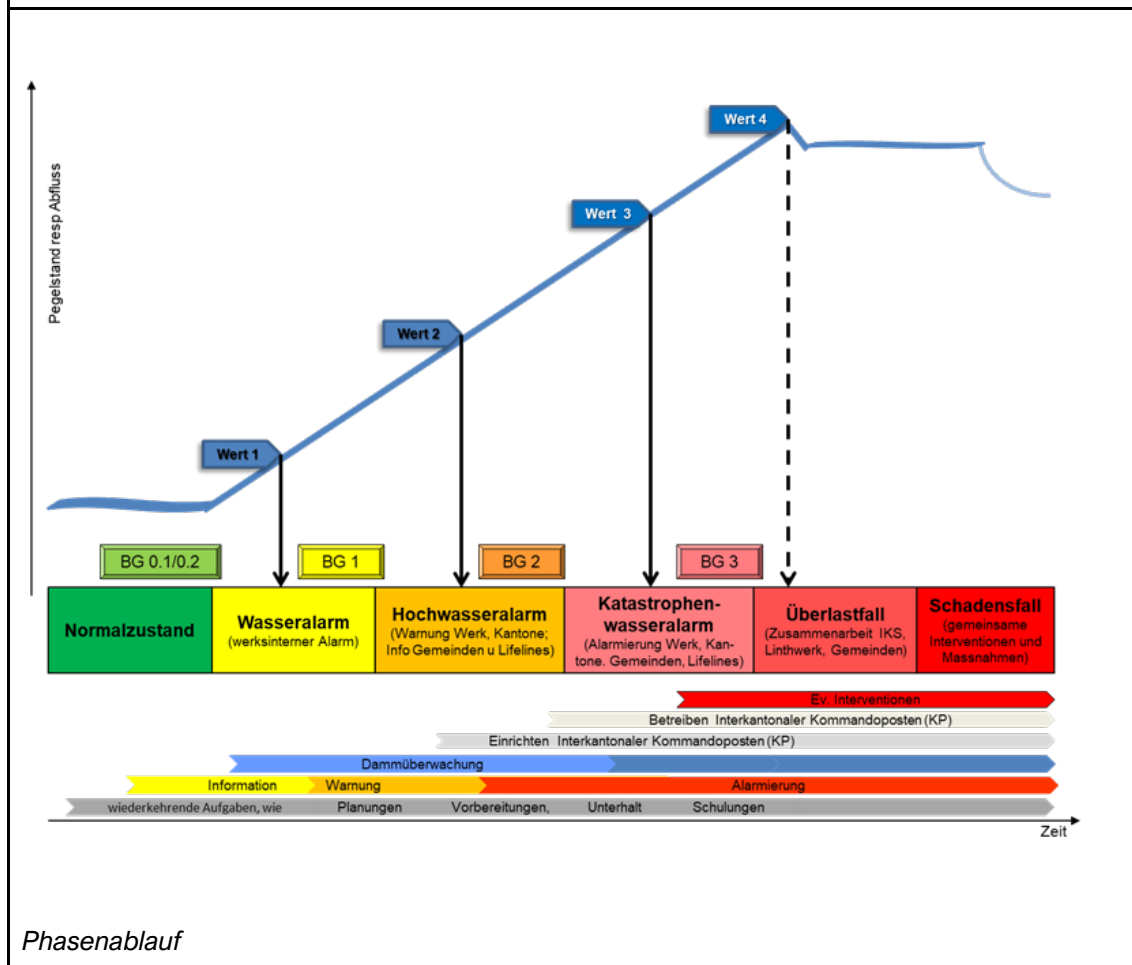 Pegelstand resp Abfluss
Wert 4
Wert 3
Wert 2
Wert 1
BG 0.1/0.2
BG 1
BG 2
BG 3
Normalzustand
Wasseralarm
(werksinterner Alarm)
Hochwasseralarm
(Warnung Werk, Kantone;
Info Gemeinden u Lifelines)
Katastrophen-
wasseralarm
(Alarmierung Werk, Kan-
tone. Gemeinden, Lifelines)
Überlastfall
(Zusammenarbeit IKS,
Linthwerk, Gemeinden)
Schadensfall
(gemeinsame
Interventionen und
Massnahmen)
Ev. Interventionen
Betreiben Interkantonaler Kommandoposten (KP)
Einrichten Interkantonaler Kommandoposten (KP)
Dammüberwachung
Information Warnung Alarmierung
wiederkehrende Aufgaben, wie Planungen Vorbereitungen, Unterhalt Schulungen
Zeit
Phasenablauf